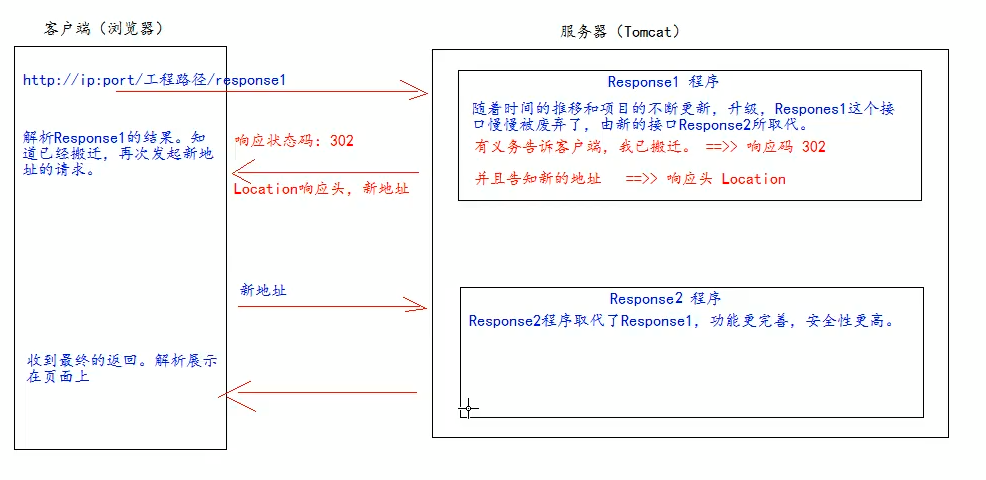 客户端（浏览器）
服务器（Tomcat）
http://ip:port/工程路径/response1
Response1 程序
随着时间的推移和项目的不断更新，升级，Respones1这个接
口慢慢被废弃了，由新的接口Response2所取代。
有义务告诉客户端，我已搬迁。 ==>> 响应码 302
并且告知新的地址 ==>> 响应头 Location
解析Response1的结果。知
道已经搬迁，再次发起新地
址的请求。
响应状态码：302
Location响应头，新地址
新地址
Response2 程序
Response2程序取代了Response1，功能更完善，安全性更高。
收到最终的返回。解析展示
在页面上